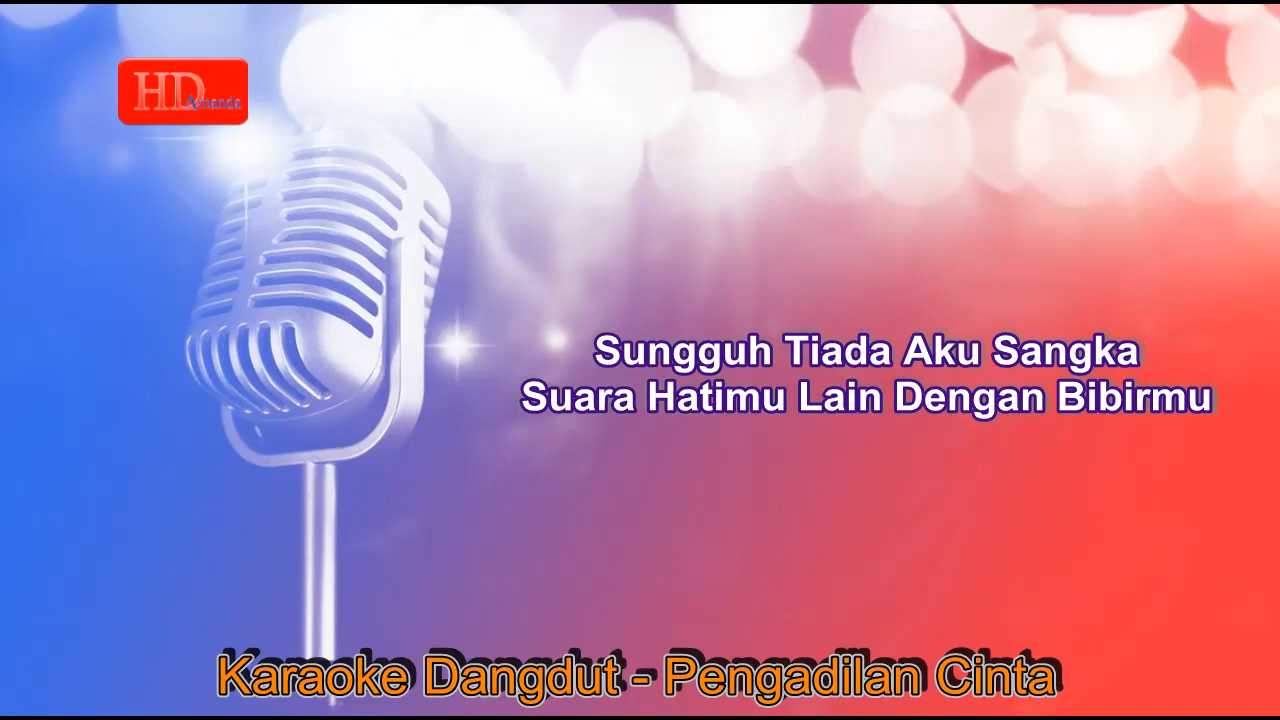 HD
Amanda
Sungguh Tiada Aku Sangka
Suara Hatimu Lain Dengan Bibirmu
Karaoke Dangdut - Pengadilan Cinta